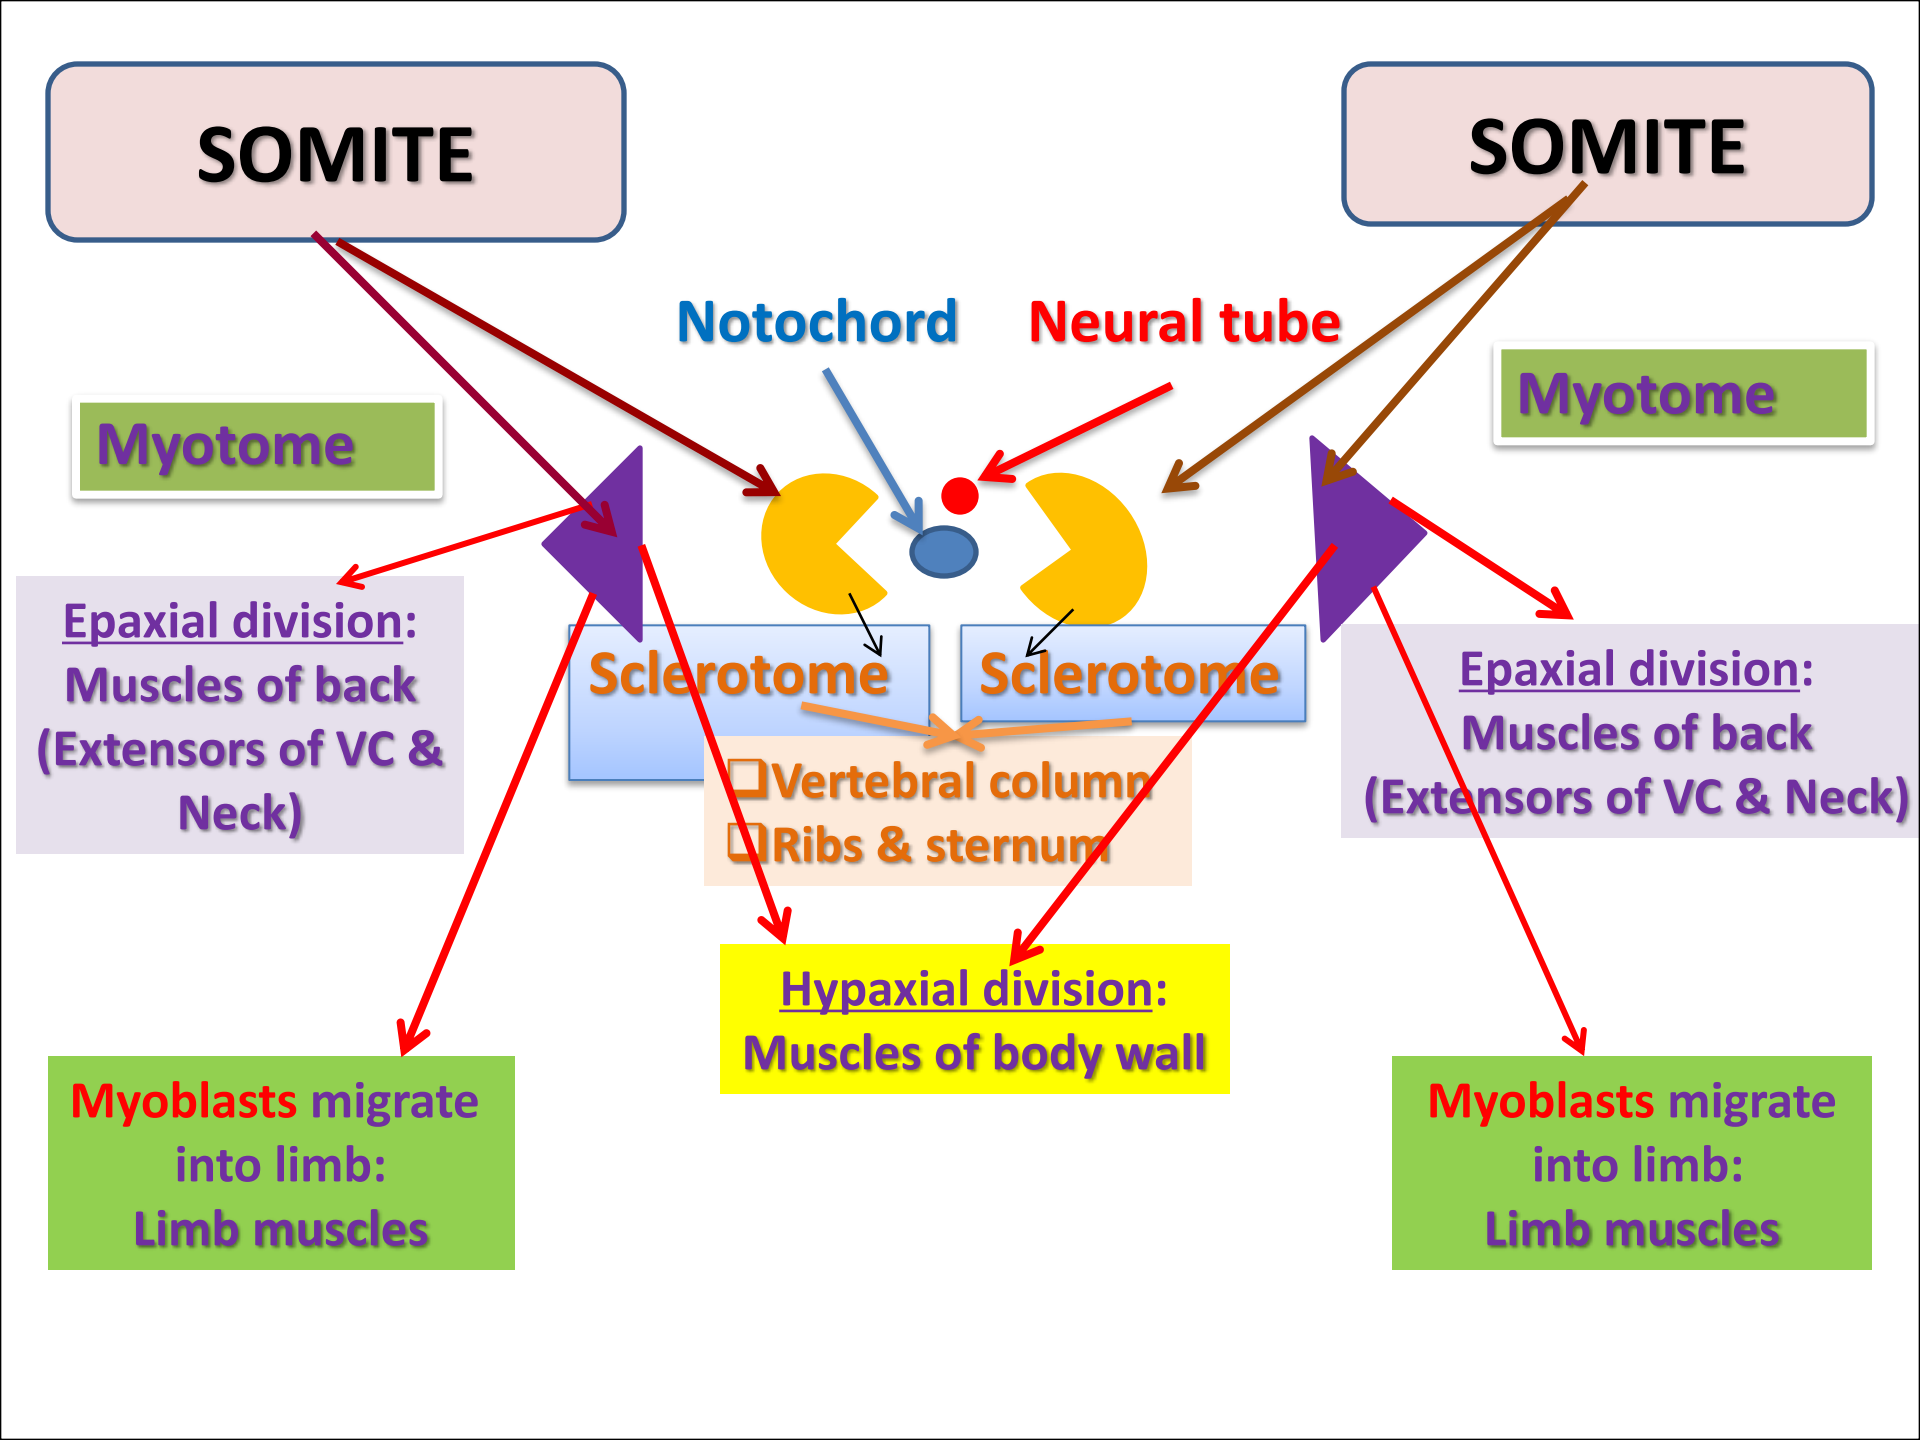 SOMITE
SOMITE
Notochord
Neural tube
Myotome
Myotome
Epaxial division:
Muscles of back
(Extensors of VC &
Neck)
Sclerotome
Sclerotome
Epaxial division:
Muscles of back
(Extensors of VC & Neck)
❑Vertebral column
❑Ribs & sternum
Hypaxial division:
Muscles of body wall
Myoblasts migrate
into limb:
Limb muscles
Myoblasts migrate
into limb:
Limb muscles